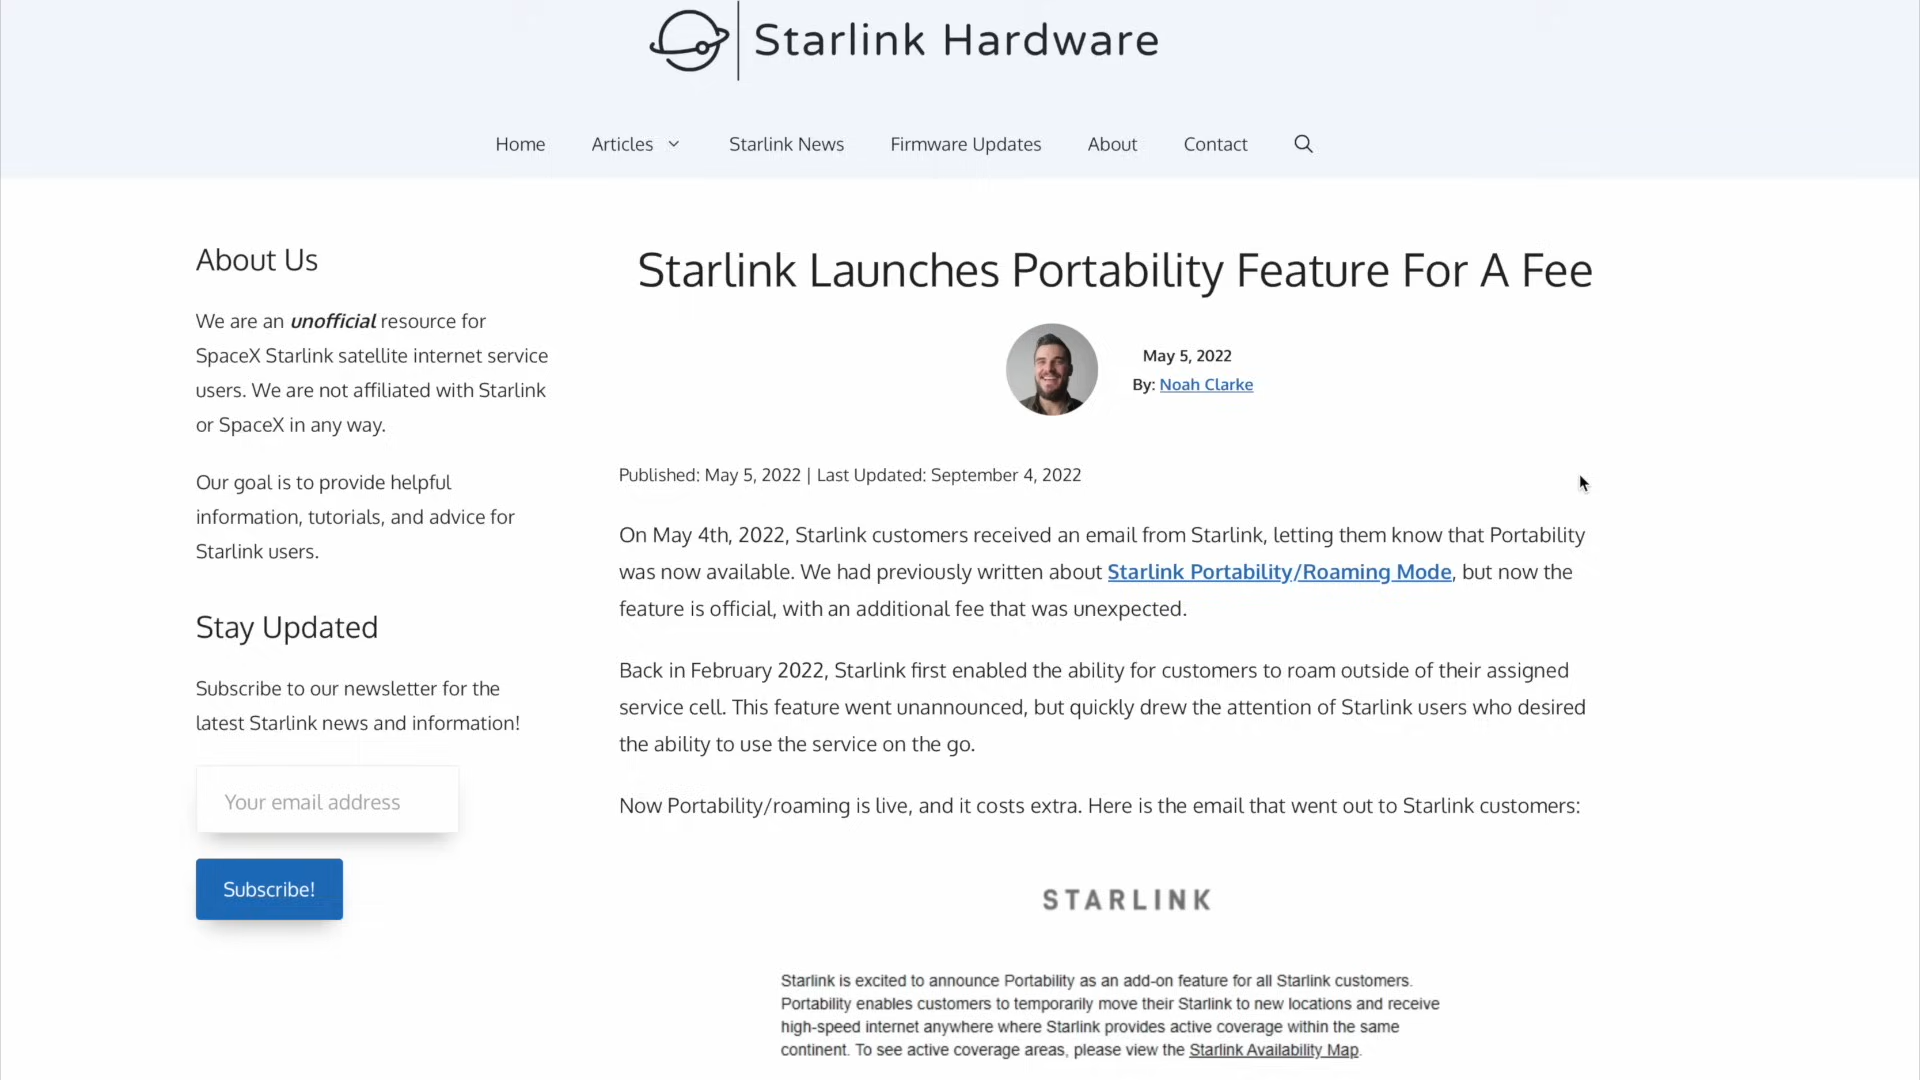 Starlink Hardware
Home
Articles
Starlink News
Firmware Updates
About
Contact
About Us
We are an unofficial resource for
SpaceX Starlink satellite internet service
users. We are not affiliated with Starlink
or SpaceX in any way.
Our goal is to provide helpful
information, tutorials, and advice for
Starlink users.
Stay Updated
Subscribe to our newsletter for the
latest Starlink news and information!
Your email address
Subscribe!
Starlink Launches Portability Feature For A Fee
May 5, 2022
By: Noah Clarke
Published: May 5, 2022 | Last Updated: September 4, 2022
On May 4th, 2022, Starlink customers received an email from Starlink, letting them know that Portability
was now available. We had previously written about Starlink Portability/Roaming Mode, but now the
feature is official, with an additional fee that was unexpected.
Back in February 2022, Starlink first enabled the ability for customers to roam outside of their assigned
service cell. This feature went unannounced, but quickly drew the attention of Starlink users who desired
the ability to use the service on the go.
Now Portability/roaming is live, and it costs extra. Here is the email that went out to Starlink customers:
STARLINK
Starlink is excited to announce Portability as an add-on feature for all Starlink customers.
Portability enables customers to temporarily move their Starlink to new locations and receive
high-speed internet anywhere where Starlink provides active coverage within the same
continent. To see active coverage areas, please view the Starlink Availability Map.